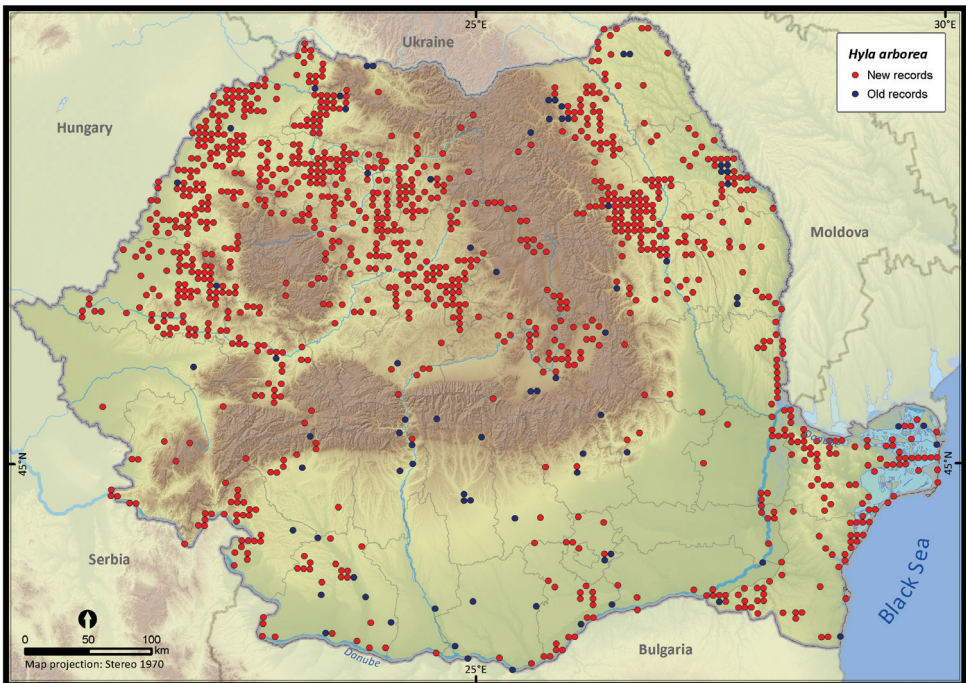 25°E
30°E
Ukraine
Hyla arborea
New records
Old records
Hungary
Moldova
Danube
45°N
45°N
Serbia
Black Sea
0 50 100
km
Map projection: Stereo 1970
Danube
25°E
Bulgaria